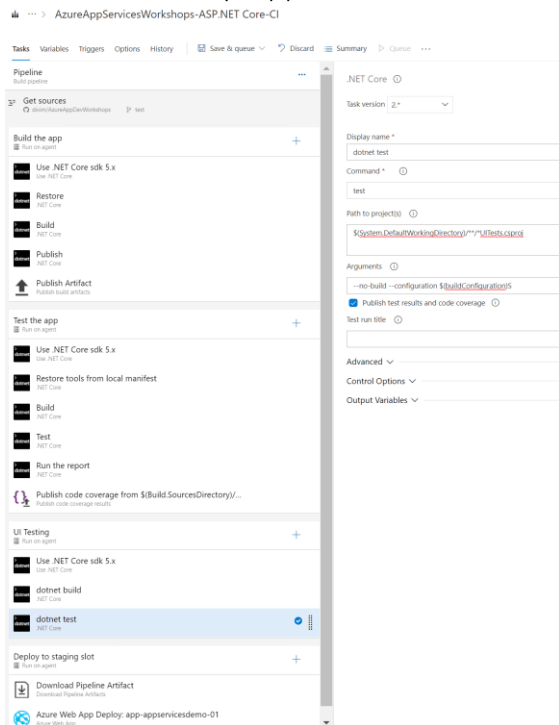 ··· > AzureAppServicesWorkshops-ASP.NET Core-CI
Tasks Variables Triggers Options History Save & queue Discard Summary Queue ···
Pipeline
Build pipeline
···
Get sources
test
Build the app
Run on agent
+
Use .NET Core sdk 5.x
Use .NET Core
Restore
.NET Core
Build
.NET Core
Publish
.NET Core
Publish Artifact
Publish build artifacts
Test the app
Run on agent
+
Use .NET Core sdk 5.x
Use .NET Core
Restore tools from local manifest
.NET Core
Build
.NET Core
Test
.NET Core
Run the report
.NET Core
Publish code coverage from $(Build.SourcesDirectory)/...
Publish code coverage results
UI Testing
Run on agent
+
Use .NET Core sdk 5.x
Use .NET Core
dotnet build
.NET Core
dotnet test
.NET Core
Deploy to staging slot
Run on agent
+
Download Pipeline Artifact
Download Pipeline Artifacts
Azure Web App Deploy: app-appservicesdemo-01
Azure Web App
.NET Core
Task version 2.*
Display name *
dotnet test
Command *
test
Path to project(s)
$(System.DefaultWorkingDirectory)/**/*UITests.csproj
Arguments
--no-build --configuration $(buildConfiguration)S
Publish test results and code coverage
Test run title
Advanced
Control Options
Output Variables